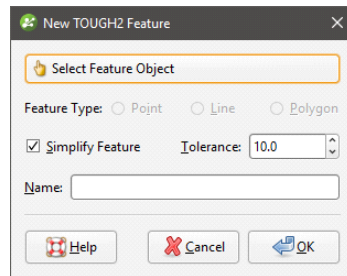 New TOUGH2 Feature
Select Feature Object
Feature Type: Point Line Polygon
Simplify Feature Tolerance: 10.0
Name:
Help Cancel OK